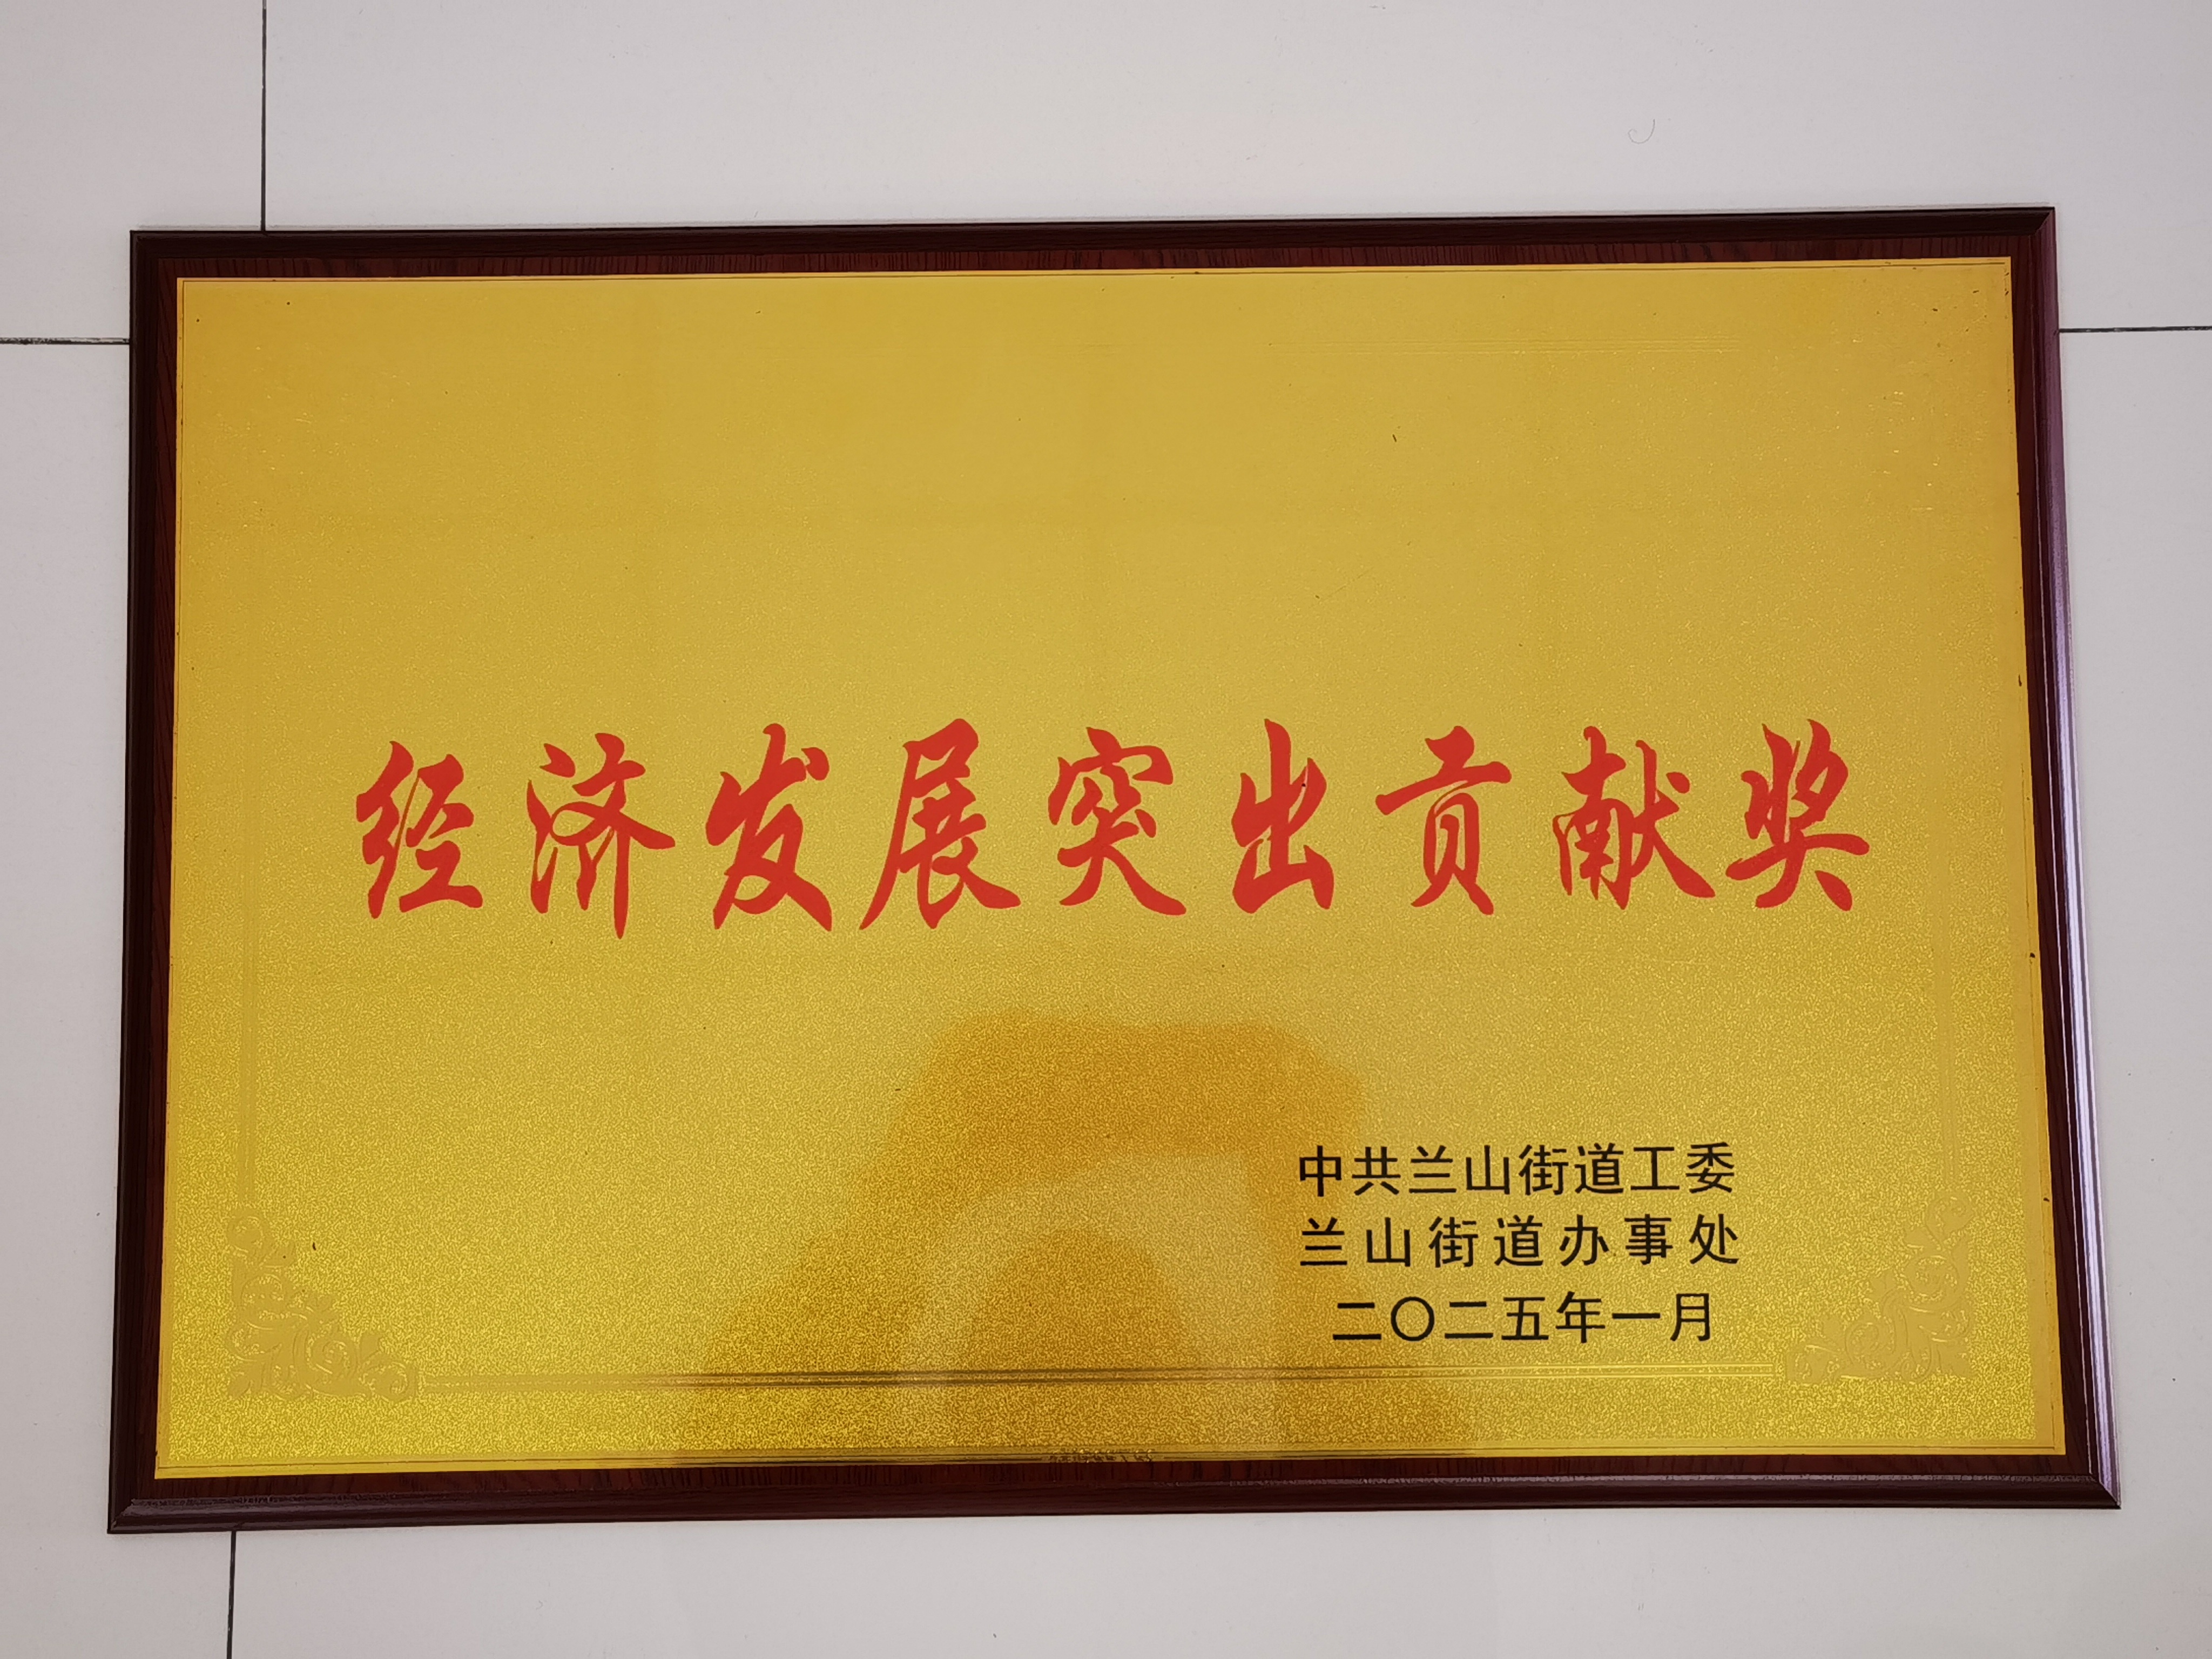 经济发展突出贡献奖
中共兰山街道工委
兰山街道办事处
二〇二五年一月